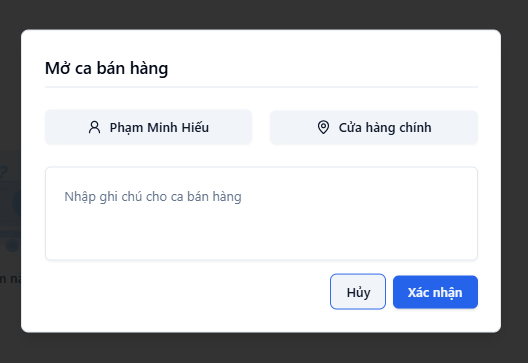 Mở ca bán hàng
Phạm Minh Hiếu
Cửa hàng chính
Nhập ghi chú cho ca bán hàng
Hủy
Xác nhận